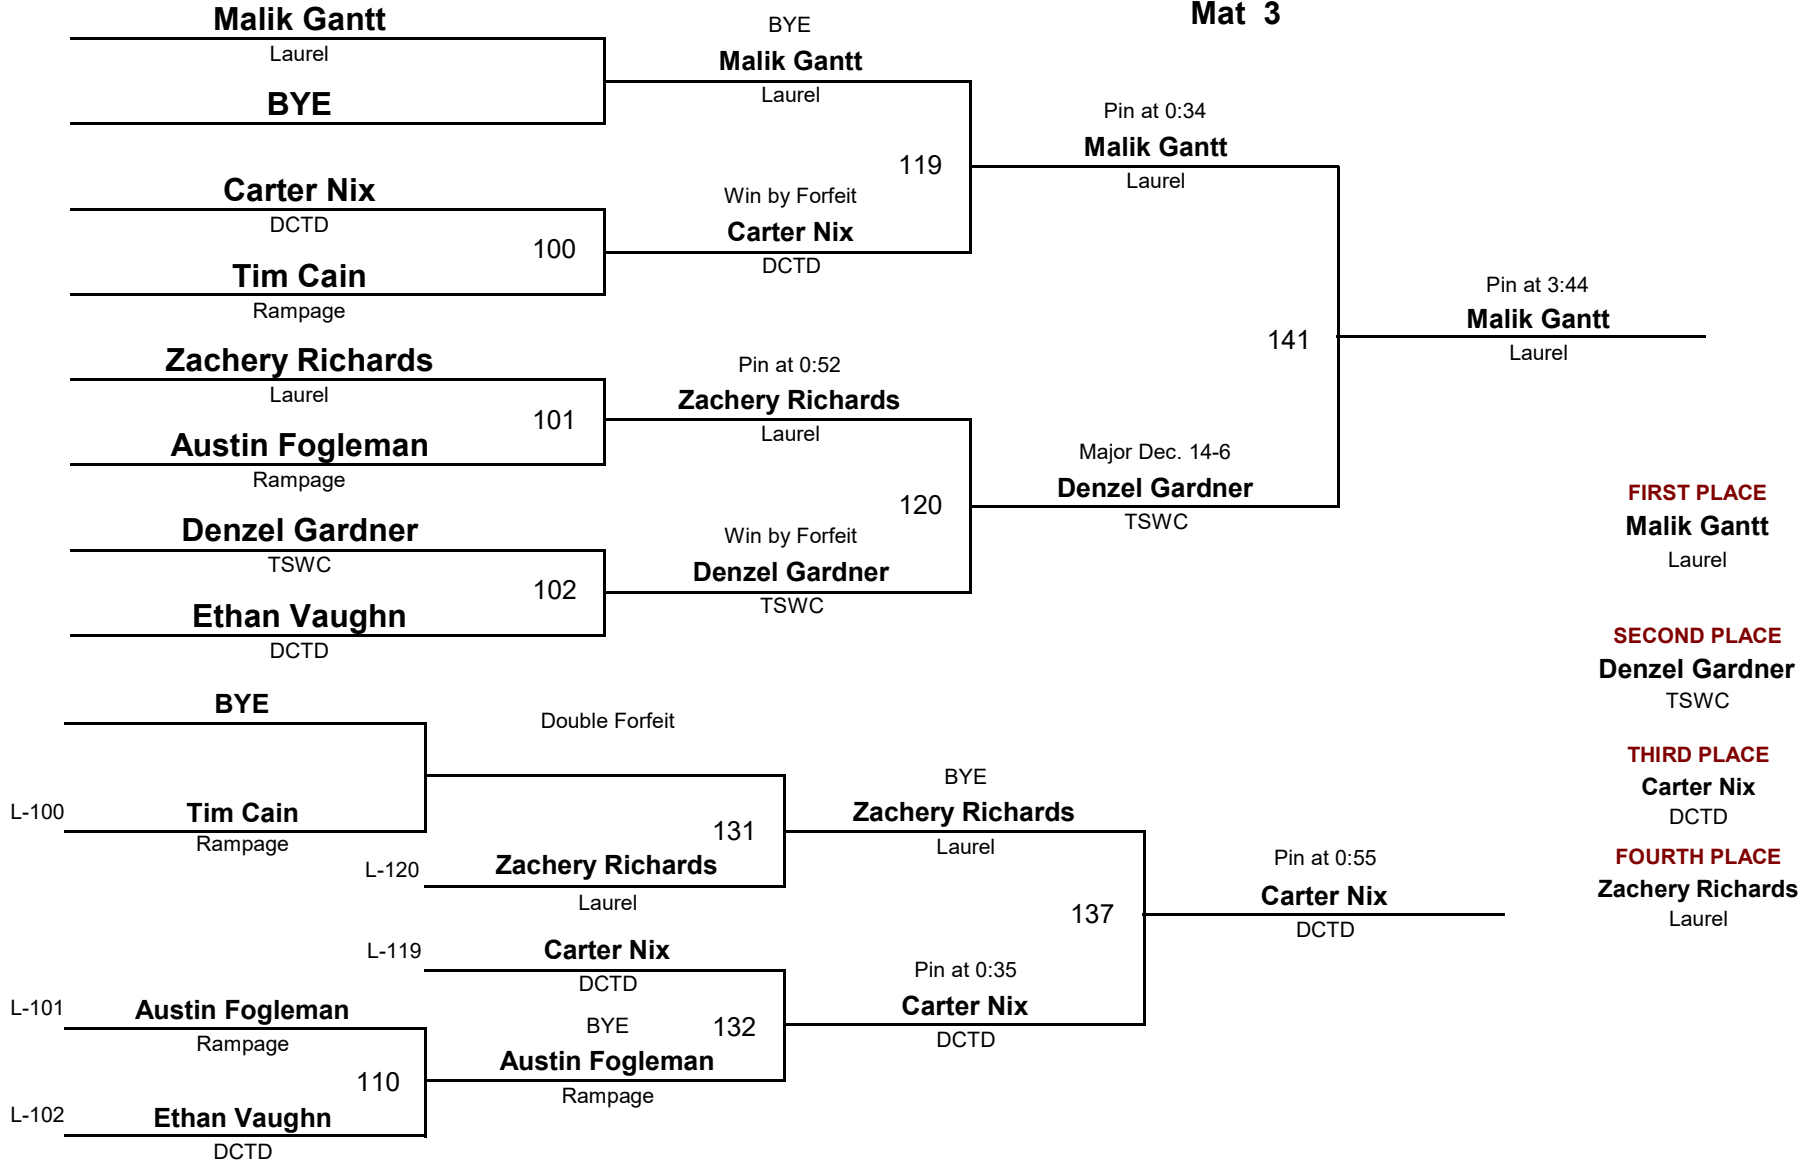 Mat  3
Malik Gantt
Laurel
BYE
Carter Nix
DCTD
100
Tim Cain
Rampage
Zachery Richards
Laurel
101
Austin Fogleman
Rampage
Denzel Gardner
TSWC
102
Ethan Vaughn
DCTD
BYE
Malik Gantt
Laurel
119
Win by Forfeit
Carter Nix
DCTD
Pin at 0:52
Zachery Richards
Laurel
120
Win by Forfeit
Denzel Gardner
TSWC
Pin at 0:34
Malik Gantt
Laurel
141
Major Dec. 14-6
Denzel Gardner
TSWC
Pin at 3:44
Malik Gantt
Laurel
FIRST PLACE
Malik Gantt
Laurel
SECOND PLACE
Denzel Gardner
TSWC
THIRD PLACE
Carter Nix
DCTD
FOURTH PLACE
Zachery Richards
Laurel
BYE
L-100
Tim Cain
Rampage
Double Forfeit
131
L-120
Zachery Richards
Laurel
L-119
Carter Nix
DCTD
L-101
Austin Fogleman
Rampage
110
L-102
Ethan Vaughn
DCTD
BYE
132
Austin Fogleman
Rampage
BYE
Zachery Richards
Laurel
137
Pin at 0:35
Carter Nix
DCTD
Pin at 0:55
Carter Nix
DCTD